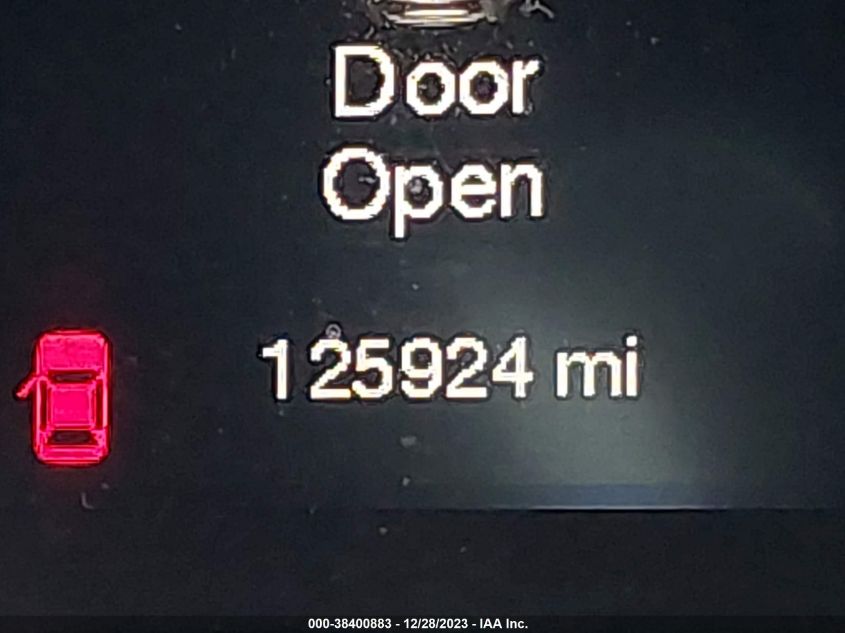 Door
Open
125924 mi
000-38400883 - 12/28/2023 - IAA Inc.